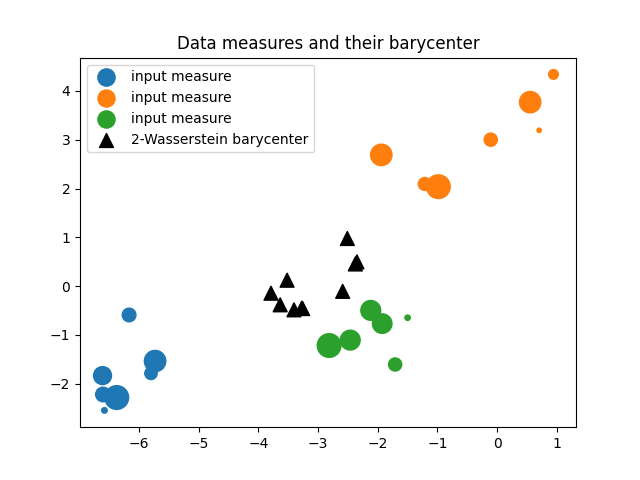 Data measures and their barycenter
input measure
input measure
input measure
2-Wasserstein barycenter
4
3
2
1
0
−1
−2
−6 −5 −4 −3 −2 −1 0 1